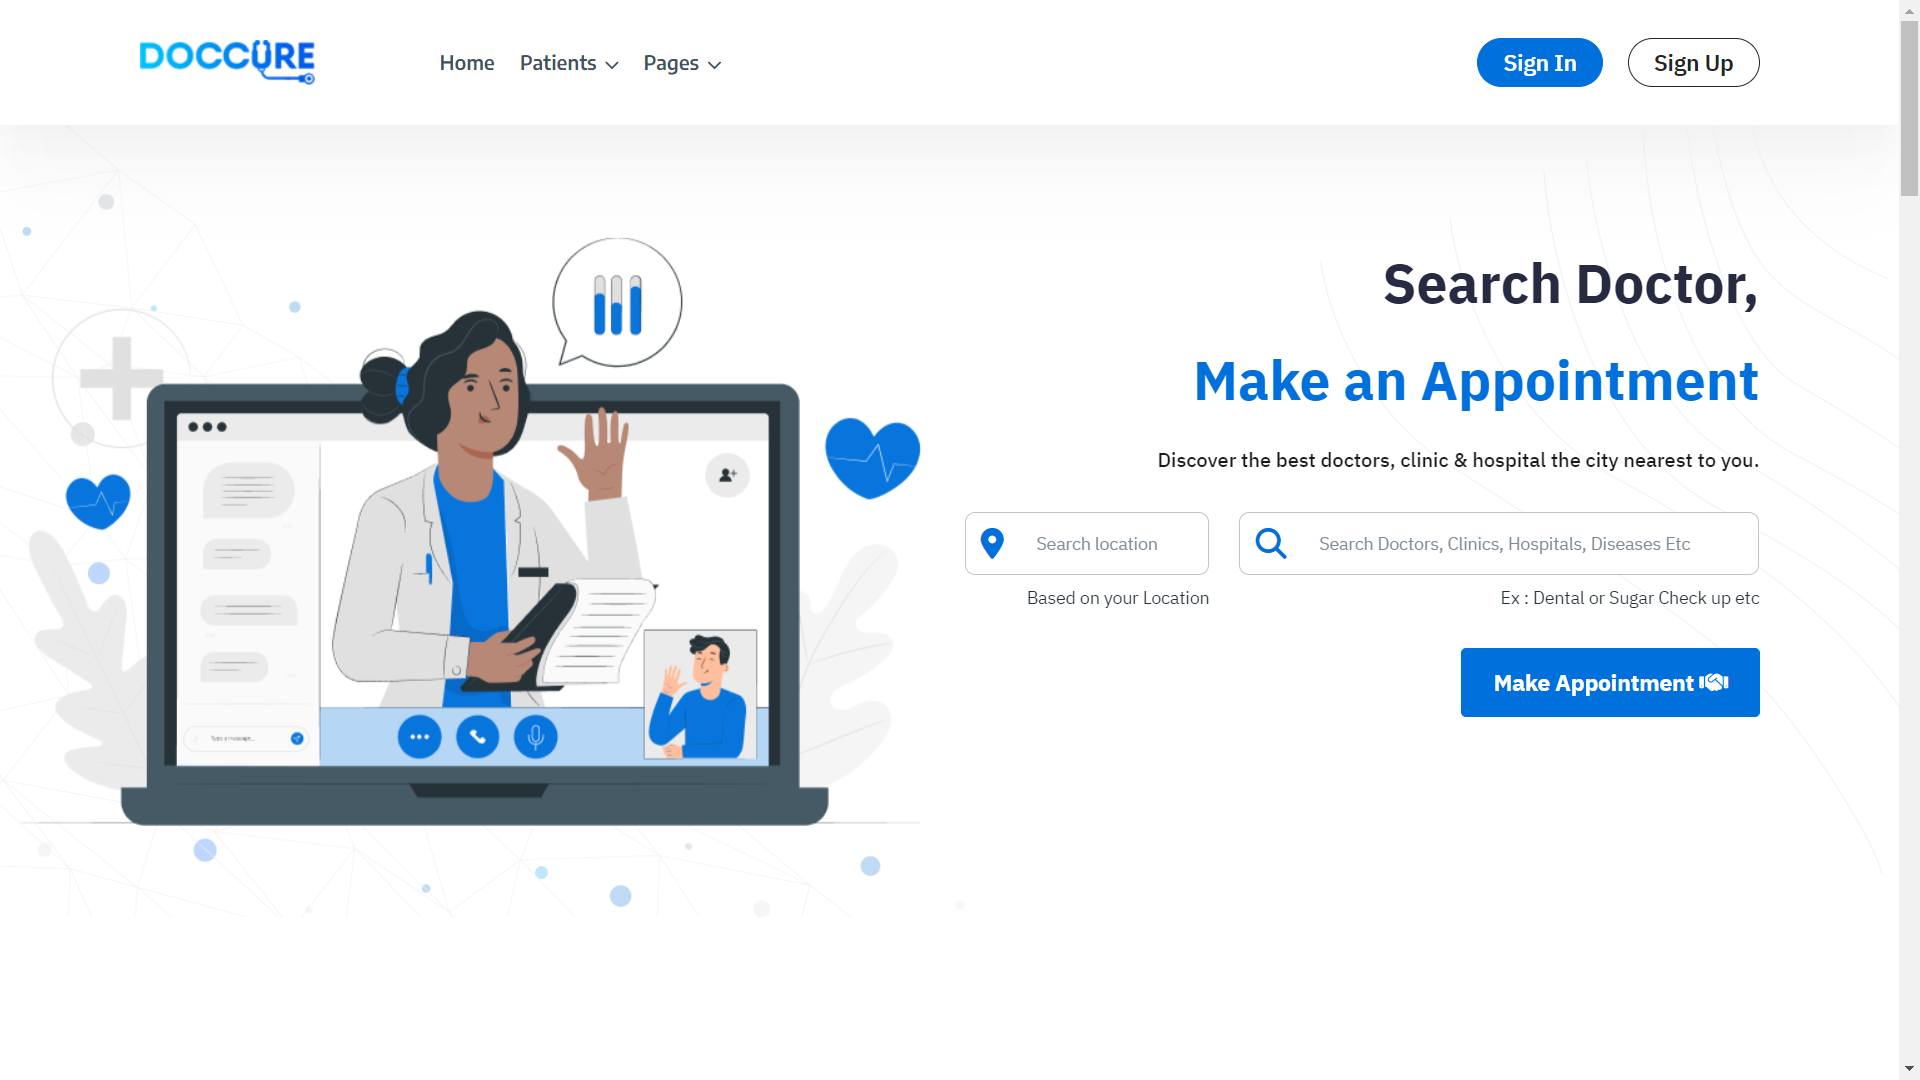 DOCCURE
Home Patients Pages
Sign In Sign Up
Search Doctor,
Make an Appointment
Discover the best doctors, clinic & hospital the city nearest to you.
Search location
Search Doctors, Clinics, Hospitals, Diseases Etc
Based on your Location
Ex : Dental or Sugar Check up etc
Make Appointment